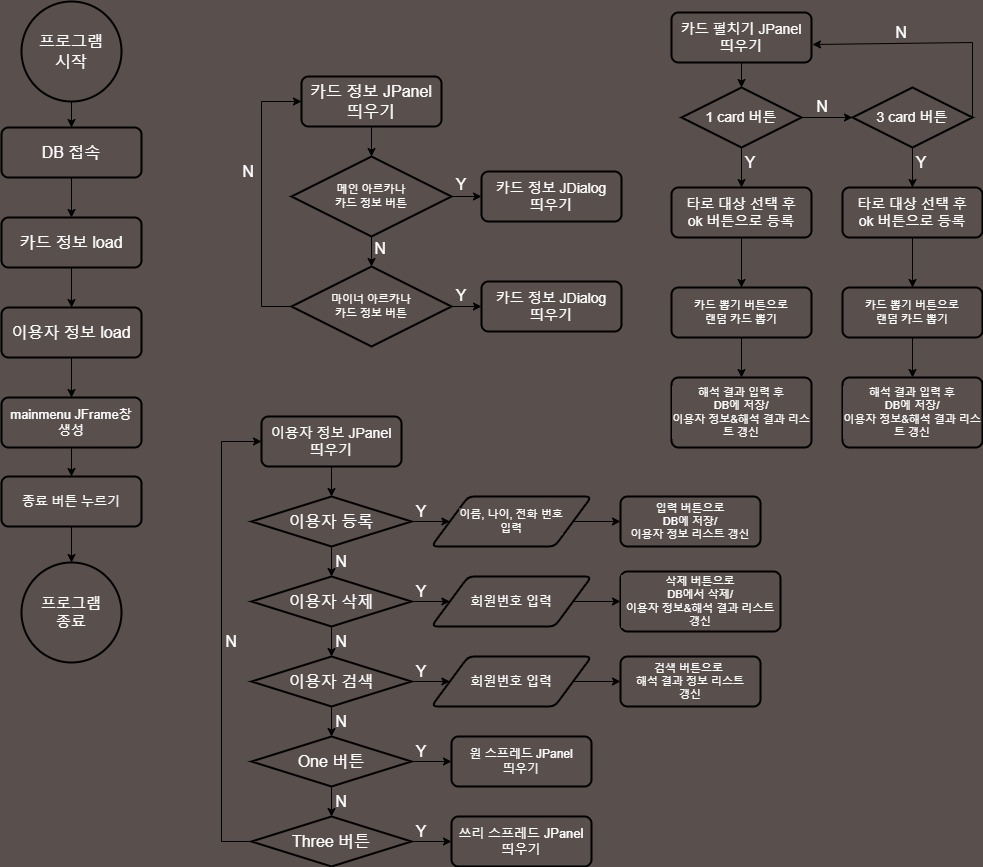 프로그램
시작
DB 접속
카드 정보 load
이용자 정보 load
mainmenu JFrame창
생성
종료 버튼 누르기
프로그램
종료
카드 정보 JPanel
띄우기
메인 아르카나
카드 정보 버튼
Y
카드 정보 JDialog
띄우기
N
마이너 아르카나
카드 정보 버튼
Y
카드 정보 JDialog
띄우기
N
카드 펼치기 JPanel
띄우기
N
1 card 버튼
N
3 card 버튼
Y
Y
타로 대상 선택 후
ok 버튼으로 등록
타로 대상 선택 후
ok 버튼으로 등록
카드 뽑기 버튼으로
랜덤 카드 뽑기
카드 뽑기 버튼으로
랜덤 카드 뽑기
해석 결과 입력 후
DB에 저장/
이용자 정보&해석 결과 리스
트 갱신
해석 결과 입력 후
DB에 저장/
이용자 정보&해석 결과 리스
트 갱신
이용자 정보 JPanel
띄우기
이용자 등록
Y
이름, 나이, 전화 번호
입력
입력 버튼으로
DB에 저장/
이용자 정보 리스트 갱신
N
이용자 삭제
Y
회원번호 입력
삭제 버튼으로
DB에서 삭제/
이용자 정보&해석 결과 리스트
갱신
N
N
이용자 검색
Y
회원번호 입력
검색 버튼으로
해석 결과 정보 리스트
갱신
N
One 버튼
Y
원 스프레드 JPanel
띄우기
N
Three 버튼
Y
쓰리 스프레드 JPanel
띄우기